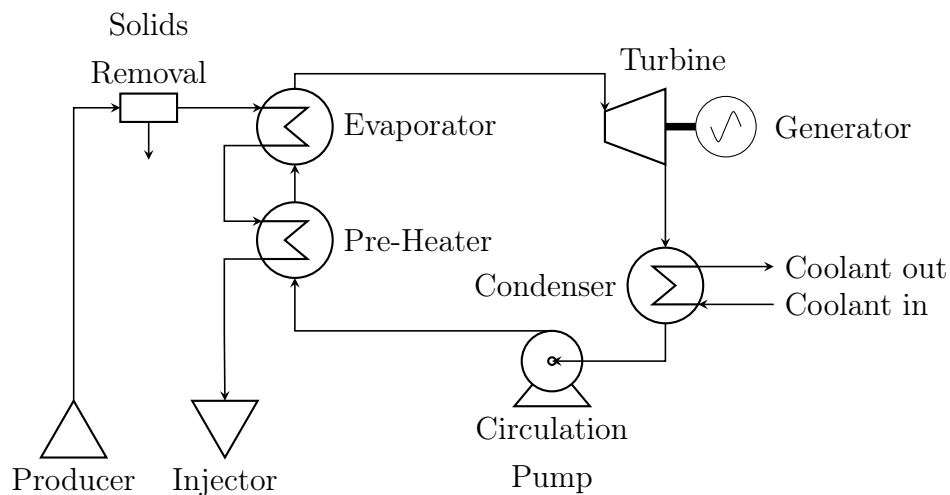 Solids
Removal
Turbine
Evaporator
Generator
Pre-Heater
Condenser
Coolant out
Coolant in
Circulation
Pump
Producer
Injector